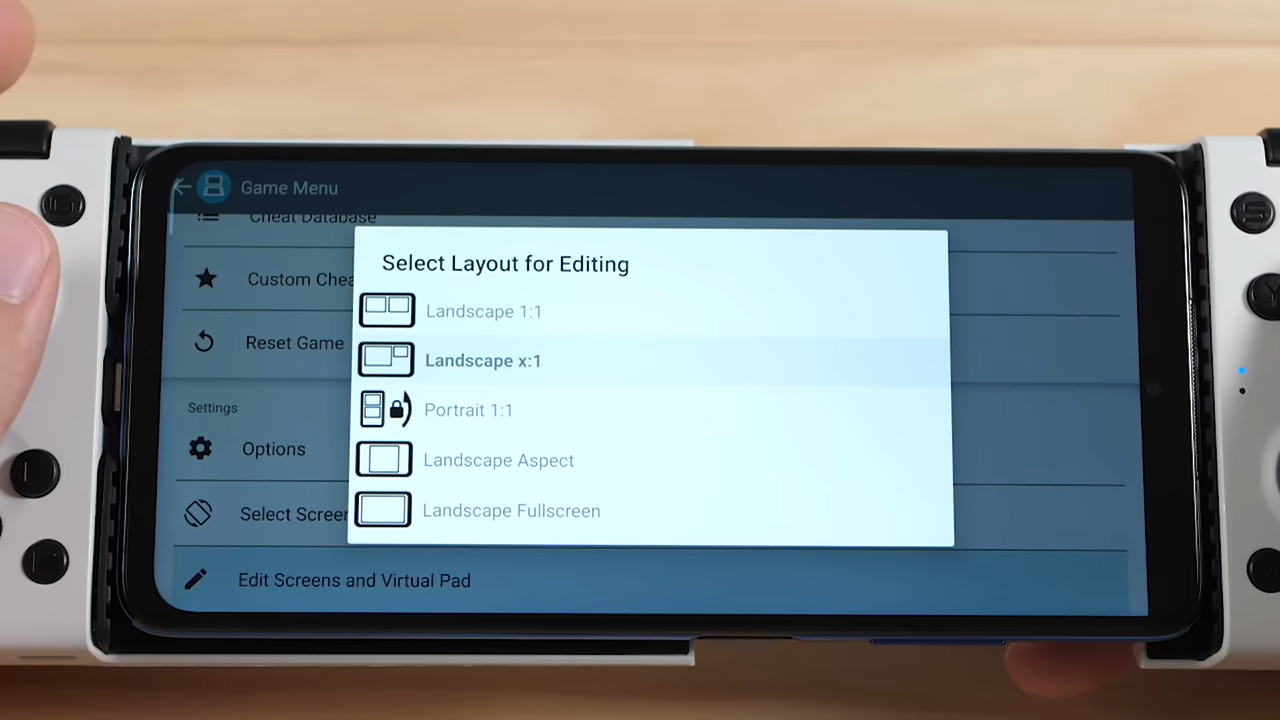 Game Menu
Cheat Database
Select Layout for Editing
Custom Chea
Landscape 1:1
Reset Game
Landscape x:1
Settings
Portrait 1:1
Options
Landscape Aspect
Select Screen
Landscape Fullscreen
Edit Screens and Virtual Pad
Y